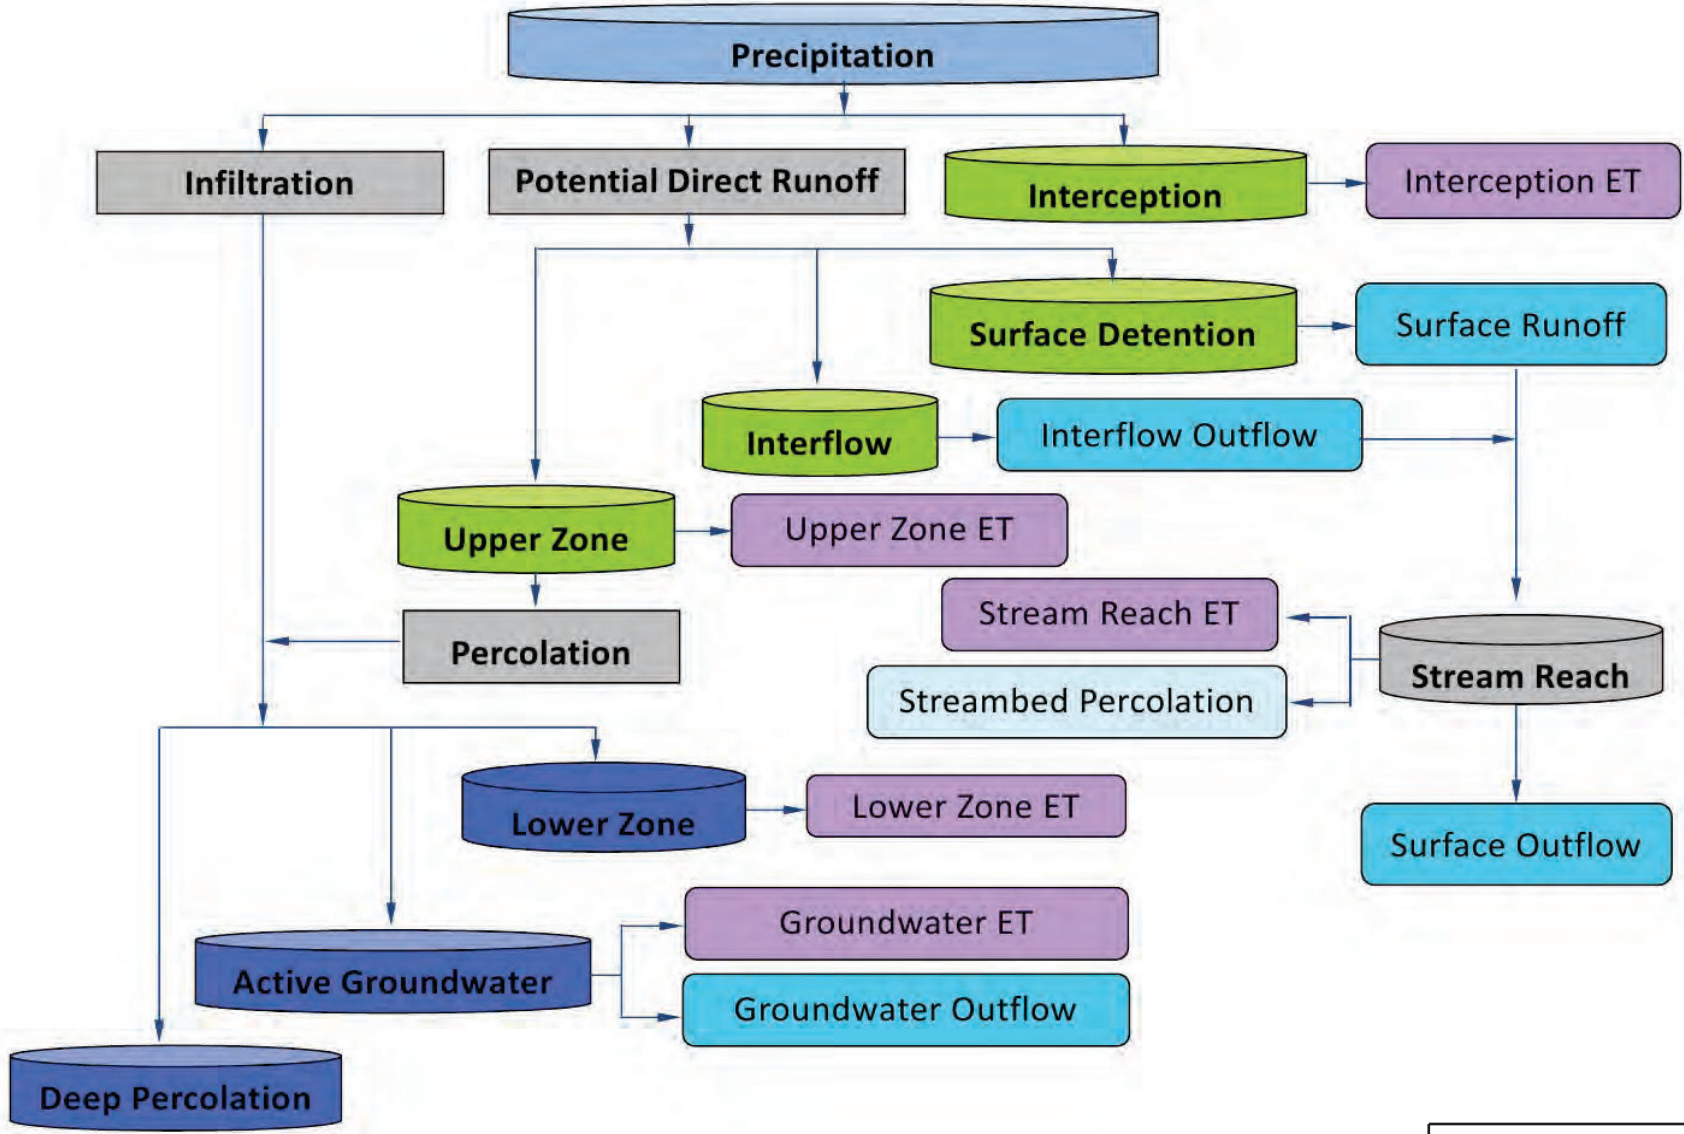 Precipitation
Infiltration
Potential Direct Runoff
Interception
Interception ET
Surface Detention
Surface Runoff
Interflow
Interflow Outflow
Upper Zone
Upper Zone ET
Percolation
Stream Reach ET
Streambed Percolation
Stream Reach
Lower Zone
Lower Zone ET
Surface Outflow
Active Groundwater
Groundwater ET
Groundwater Outflow
Deep Percolation